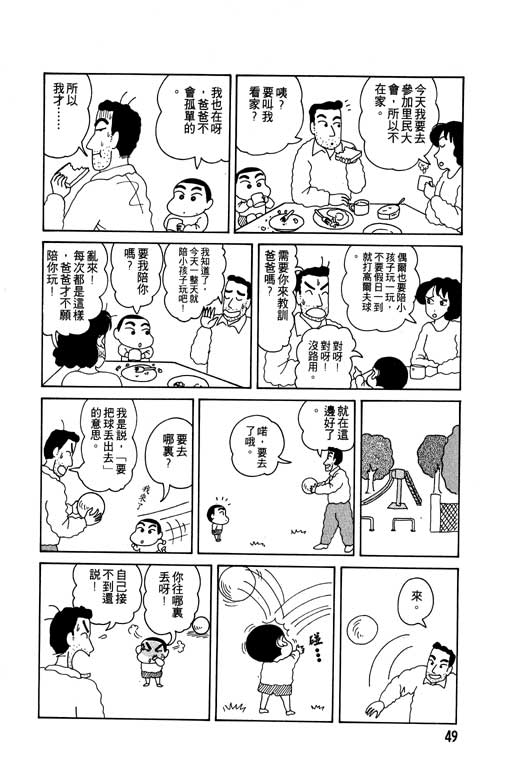 今天我要去
參加里民大
會，所以不
在家。
咦？
要叫我
看家？
我也在呀
，爸爸不
會孤單的
。
所以
我才……
偶爾也要陪小
孩子玩一玩，
不要假日一到
就打高爾夫球
對呀！
對呀！
沒路用。
需要你來教訓
爸爸嗎？
我知道了，
今天一整天就
陪小孩子玩吧！
要我陪你
嗎？
亂來！
每次都是這樣
，爸爸才不願
陪你玩！
就在這
邊好了
喏，要去
了哦。
要去
哪裏？
我來了
我是說，「要
把球丟出去」
的意思。
來。
碰…
你往哪裏
丟呀！
自己接
不到還
說！
49